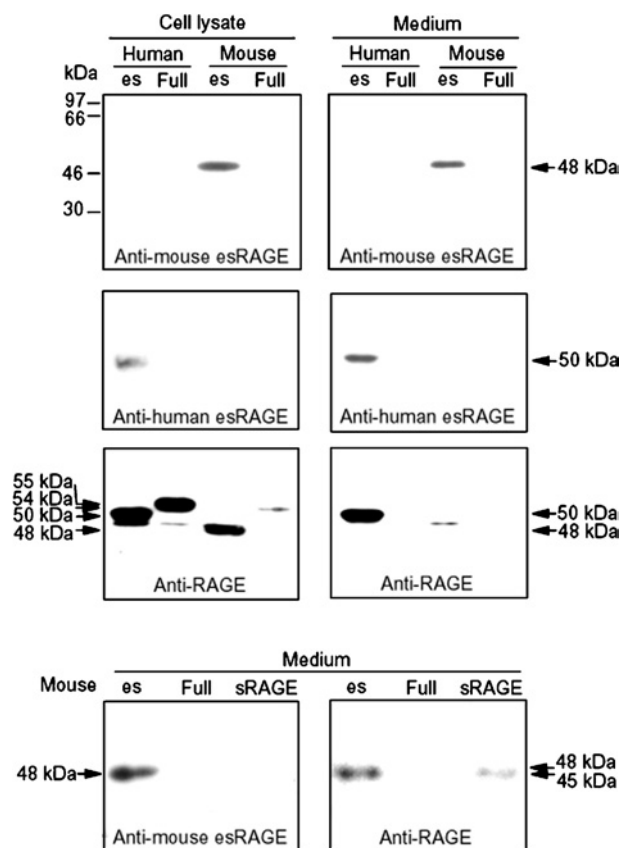 Cell lysate Medium
Human Mouse Human Mouse
kDa es Full es Full es Full es Full
97
66
46 48 kDa
30
Anti-mouse esRAGE Anti-mouse esRAGE
50 kDa
Anti-human esRAGE Anti-human esRAGE
55 kDa
54 kDa
50 kDa 50 kDa
48 kDa 48 kDa
Anti-RAGE Anti-RAGE
Medium
Mouse es Full sRAGE es Full sRAGE
48 kDa 48 kDa
45 kDa
Anti-mouse esRAGE Anti-RAGE